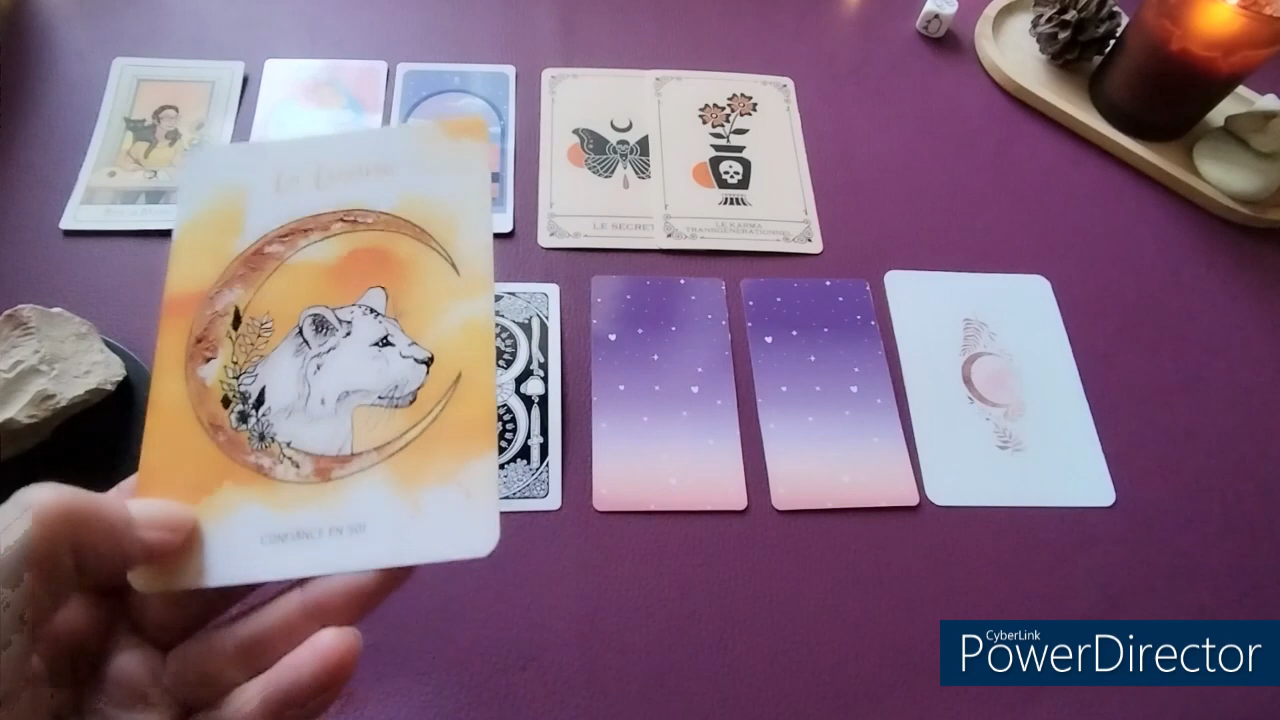 LE SECRET
LE KARMA
TRANSGÉNÉRATIONNEL
CONFIANCE EN SOI
CyberLink
PowerDirector